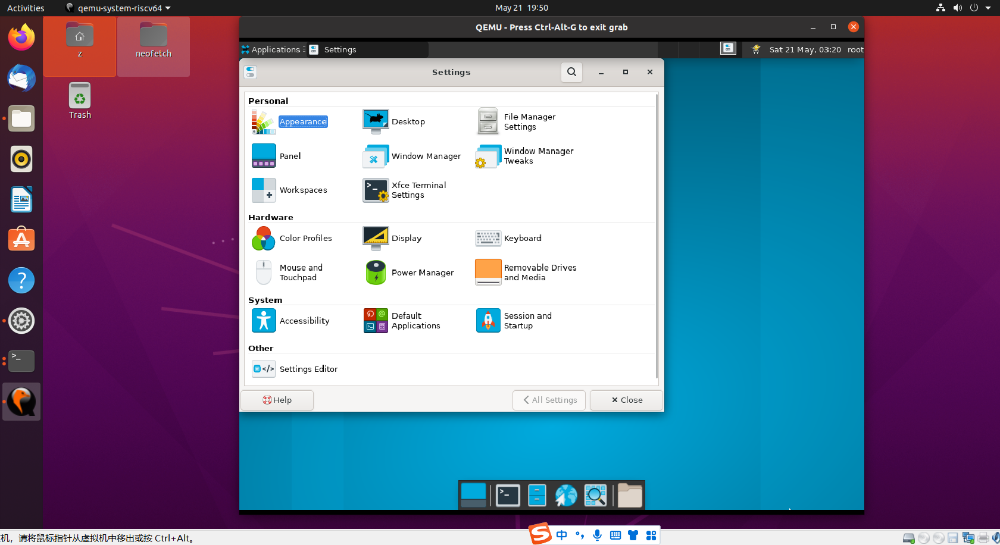 Activities
qemu-system-riscv64
May 21 19:50
z
neofetch
Trash
QEMU - Press Ctrl-Alt-G to exit grab
Applications
Settings
Sat 21 May, 03:20
root
Settings
Personal
Appearance
Desktop
File Manager
Settings
Panel
Window Manager
Window Manager
Tweaks
Workspaces
Xfce Terminal
Settings
Hardware
Color Profiles
Display
Keyboard
Mouse and
Touchpad
Power Manager
Removable Drives
and Media
System
Accessibility
Default
Applications
Session and
Startup
Other
Settings Editor
Help
All Settings
Close
机，请将鼠标指针从虚拟机中移出或按 Ctrl+Alt。
中